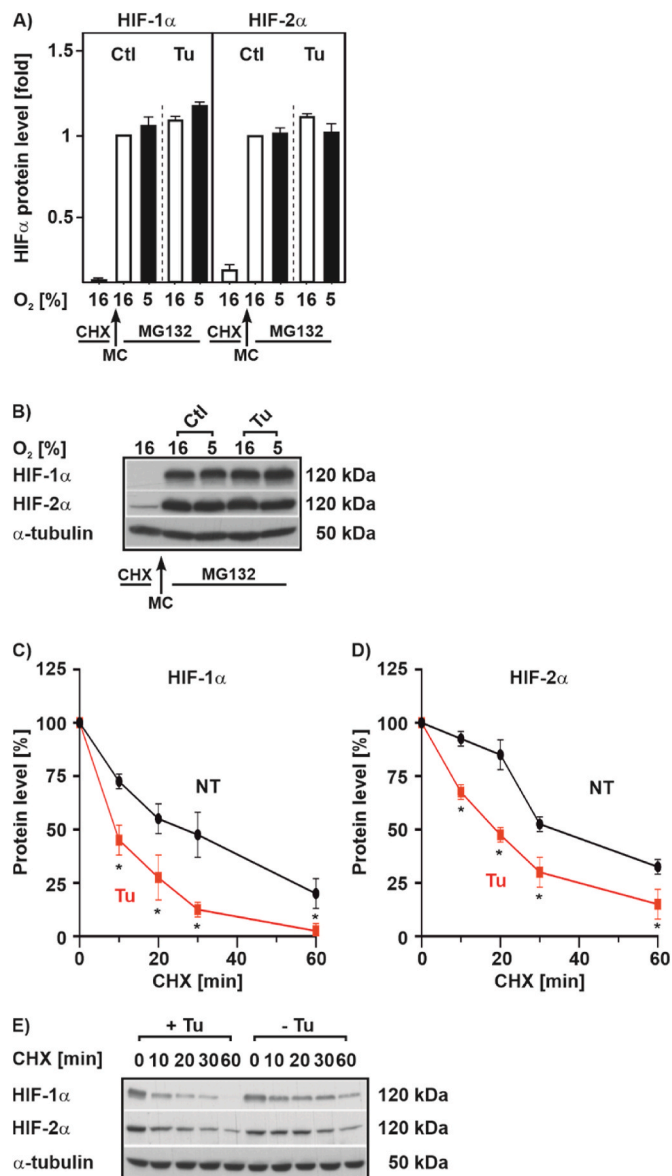 A)
HIF-1α HIF-2α
Ctl Tu Ctl Tu
HIFα protein level [fold]
1.5
1
0.5
O₂ [%] 16 16 5 16 5 16 16 5 16 5
CHX MG132 CHX MG132
MC MC
B)
Ctl Tu
O₂ [%] 16 16 5 16 5
HIF-1α 120 kDa
HIF-2α 120 kDa
α-tubulin 50 kDa
CHX MG132
MC
C)
HIF-1α
Protein level [%]
125
100
75
50
25
0
NT
Tu
* * * *
0 20 40 60
CHX [min]
D)
HIF-2α
Protein level [%]
125
100
75
50
25
0
NT
Tu
* * * *
0 20 40 60
CHX [min]
E)
+ Tu - Tu
CHX [min] 0 10 20 30 60 0 10 20 30 60
HIF-1α 120 kDa
HIF-2α 120 kDa
α-tubulin 50 kDa